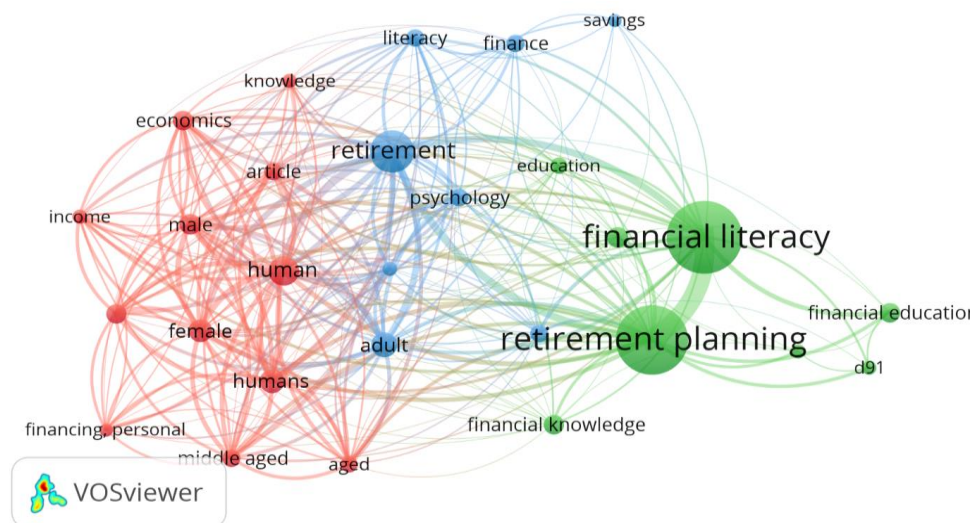 savings
literacy
finance
knowledge
economics
retirement
article
education
psychology
income
male
financial literacy
human
financial education
female
retirement planning
adult
d91
humans
financial knowledge
financing, personal
middle aged
aged
VOSviewer